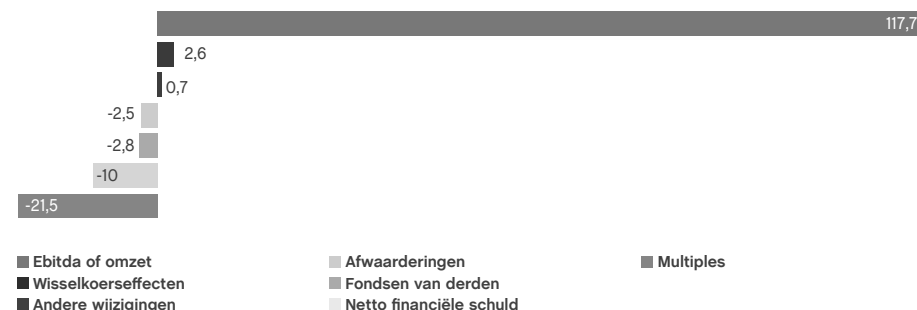 117,7
2,6
0,7
-2,5
-2,8
-10
-21,5
Ebitda of omzet
Wisselkoerseffecten
Andere wijzigingen
Afwaarderingen
Fondsen van derden
Netto financiële schuld
Multiples